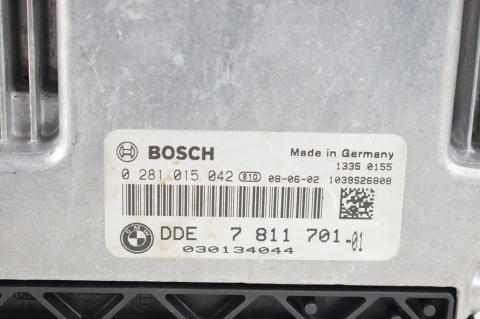 BOSCH
Made in Germany
1335 0155
0 281 015 042 810 08-06-02 1039S26808
DDE 7 811 701-01
030134044